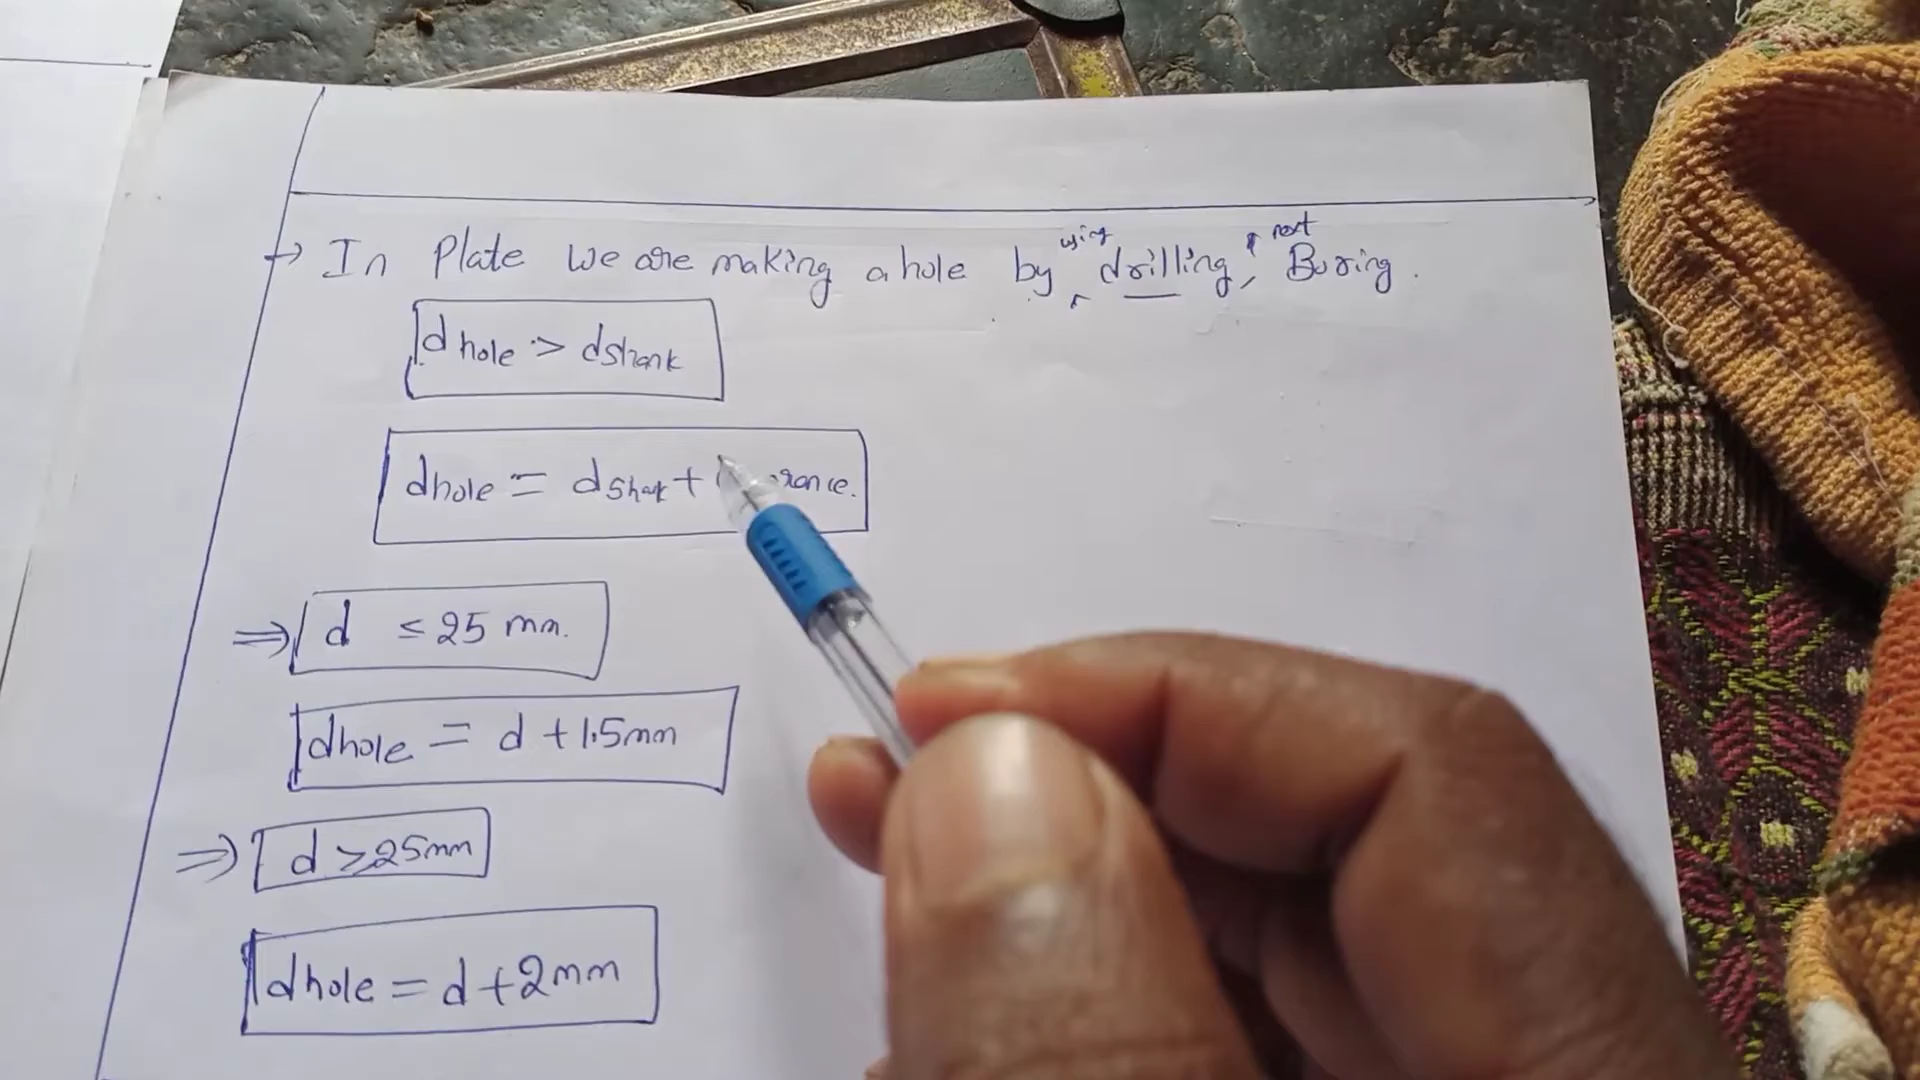 → In Plate we are making a hole by using drilling, & next Boring.
d hole > dshank
dhole = dshank +
⇒ d ≤ 25 mm.
dhole = d + 1.5mm
⇒ d > 25mm
dhole = d + 2mm